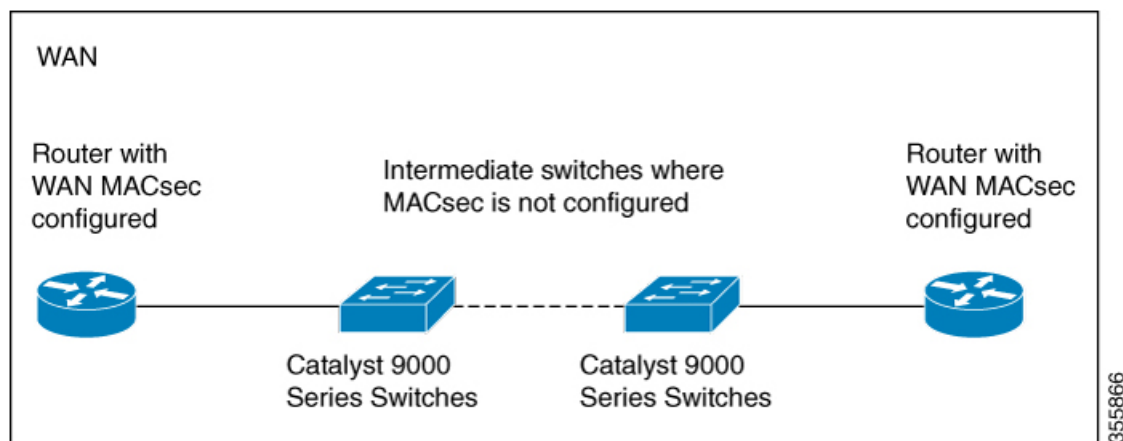 WAN
Router with
WAN MACsec
configured
Intermediate switches where
MACsec is not configured
Router with
WAN MACsec
configured
Catalyst 9000
Series Switches
Catalyst 9000
Series Switches
355866